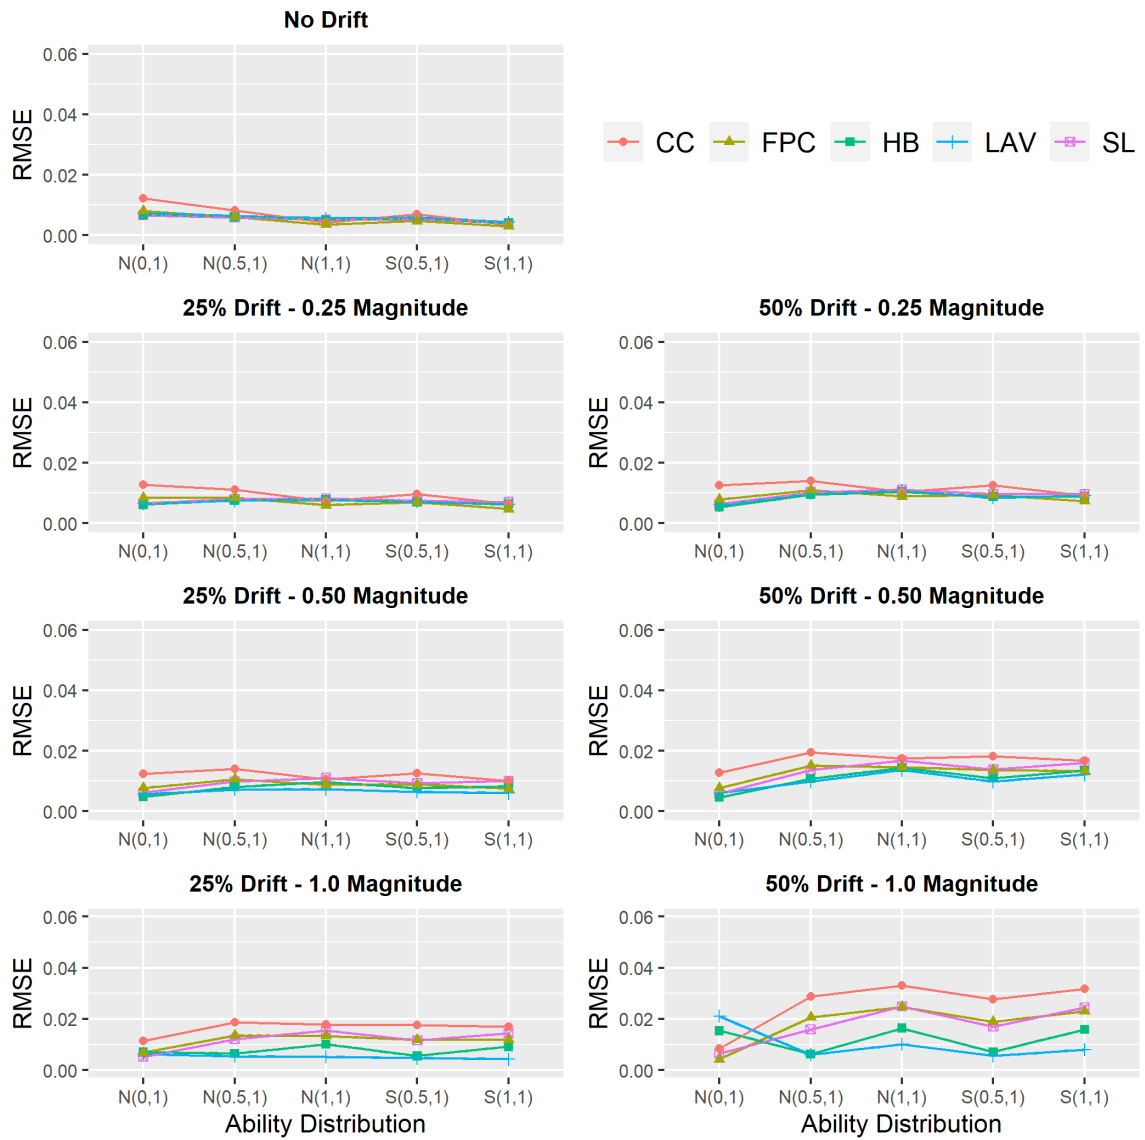 No Drift
0.06
0.04
0.02
0.00
RMSE
N(0,1) N(0.5,1) N(1,1) S(0.5,1) S(1,1)
CC FPC HB LAV SL
25% Drift - 0.25 Magnitude
0.06
0.04
0.02
0.00
RMSE
N(0,1) N(0.5,1) N(1,1) S(0.5,1) S(1,1)
50% Drift - 0.25 Magnitude
0.06
0.04
0.02
0.00
RMSE
N(0,1) N(0.5,1) N(1,1) S(0.5,1) S(1,1)
25% Drift - 0.50 Magnitude
0.06
0.04
0.02
0.00
RMSE
N(0,1) N(0.5,1) N(1,1) S(0.5,1) S(1,1)
50% Drift - 0.50 Magnitude
0.06
0.04
0.02
0.00
RMSE
N(0,1) N(0.5,1) N(1,1) S(0.5,1) S(1,1)
25% Drift - 1.0 Magnitude
0.06
0.04
0.02
0.00
RMSE
N(0,1) N(0.5,1) N(1,1) S(0.5,1) S(1,1)
Ability Distribution
50% Drift - 1.0 Magnitude
0.06
0.04
0.02
0.00
RMSE
N(0,1) N(0.5,1) N(1,1) S(0.5,1) S(1,1)
Ability Distribution